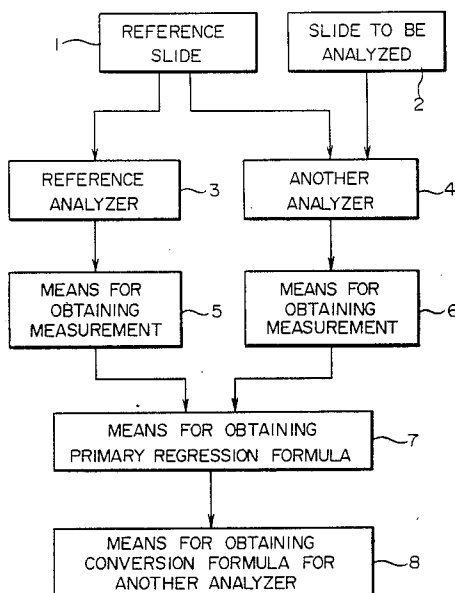 REFERENCE
SLIDE
1
SLIDE TO BE
ANALYZED
2
REFERENCE
ANALYZER
3
ANOTHER
ANALYZER
4
MEANS FOR
OBTAINING
MEASUREMENT
5
MEANS FOR
OBTAINING
MEASUREMENT
6
MEANS FOR OBTAINING
PRIMARY REGRESSION FORMULA
7
MEANS FOR OBTAINING
CONVERSION FORMULA FOR
ANOTHER ANALYZER
8